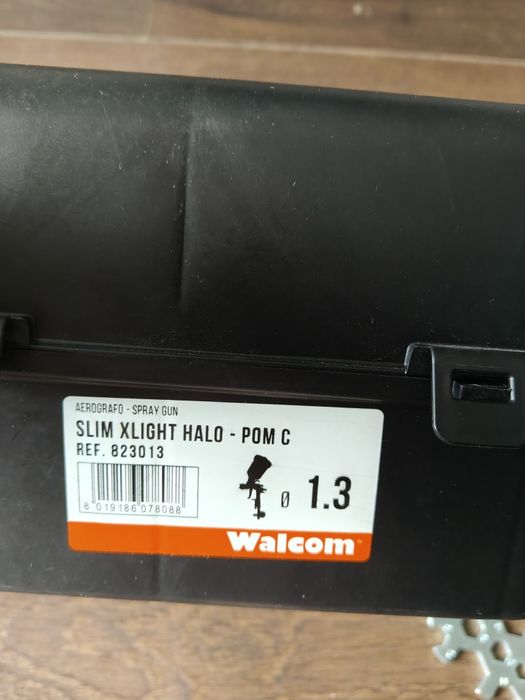 AEROGRAFO - SPRAY GUN
SLIM XLIGHT HALO - POM C
REF. 823013
8 019186 078088
Ø 1.3
Walcom